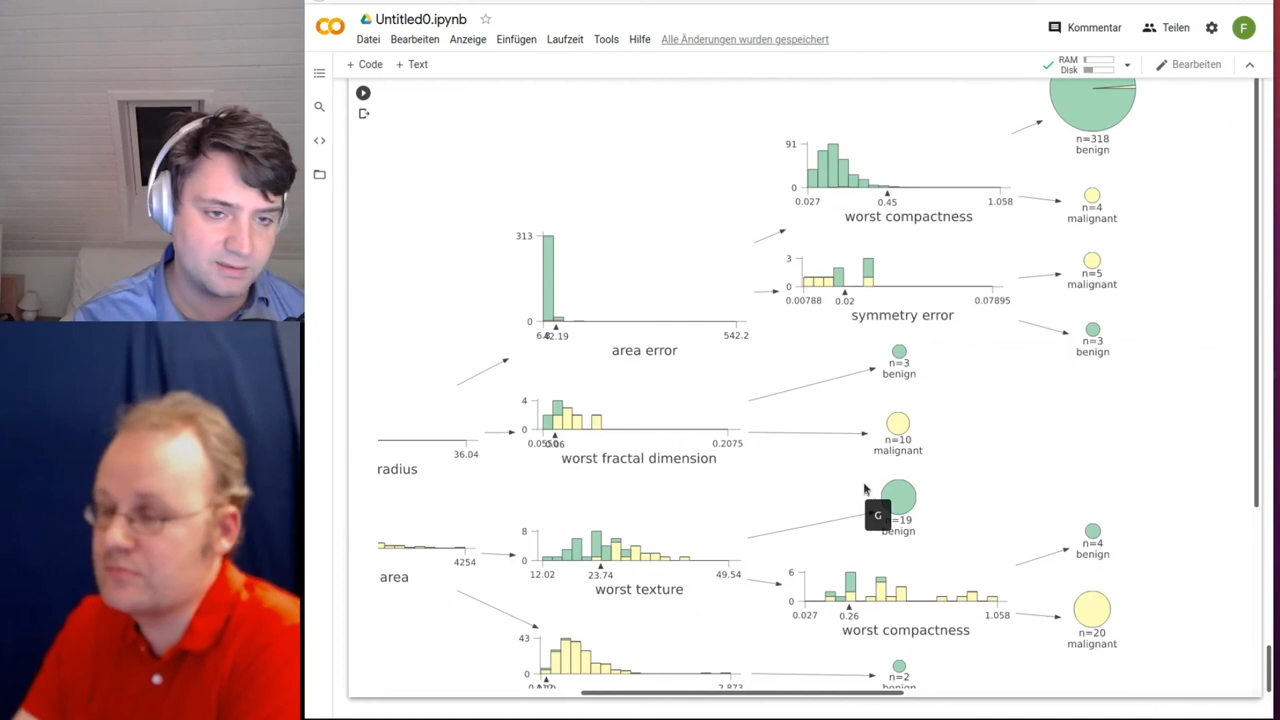 Untitled0.ipynb
Kommentar
Teilen
F
Datei Bearbeiten Anzeige Einfügen Laufzeit Tools Hilfe Alle Änderungen wurden gespeichert
+ Code + Text
RAM
Disk
Bearbeiten
n=318
benign
91
0
0.027 0.45 1.058
worst compactness
n=4
malignant
313
0
542.2
area error
3
0
0.00788 0.02 0.07895
symmetry error
n=5
malignant
n=3
benign
n=3
benign
4
0
0.2075
worst fractal dimension
36.04
radius
n=10
malignant
G
n=19
benign
8
0
12.02 23.74 49.54
worst texture
4254
area
n=4
benign
6
0
0.027 0.26 1.058
worst compactness
n=20
malignant
43
0
2.873
n=2
benign